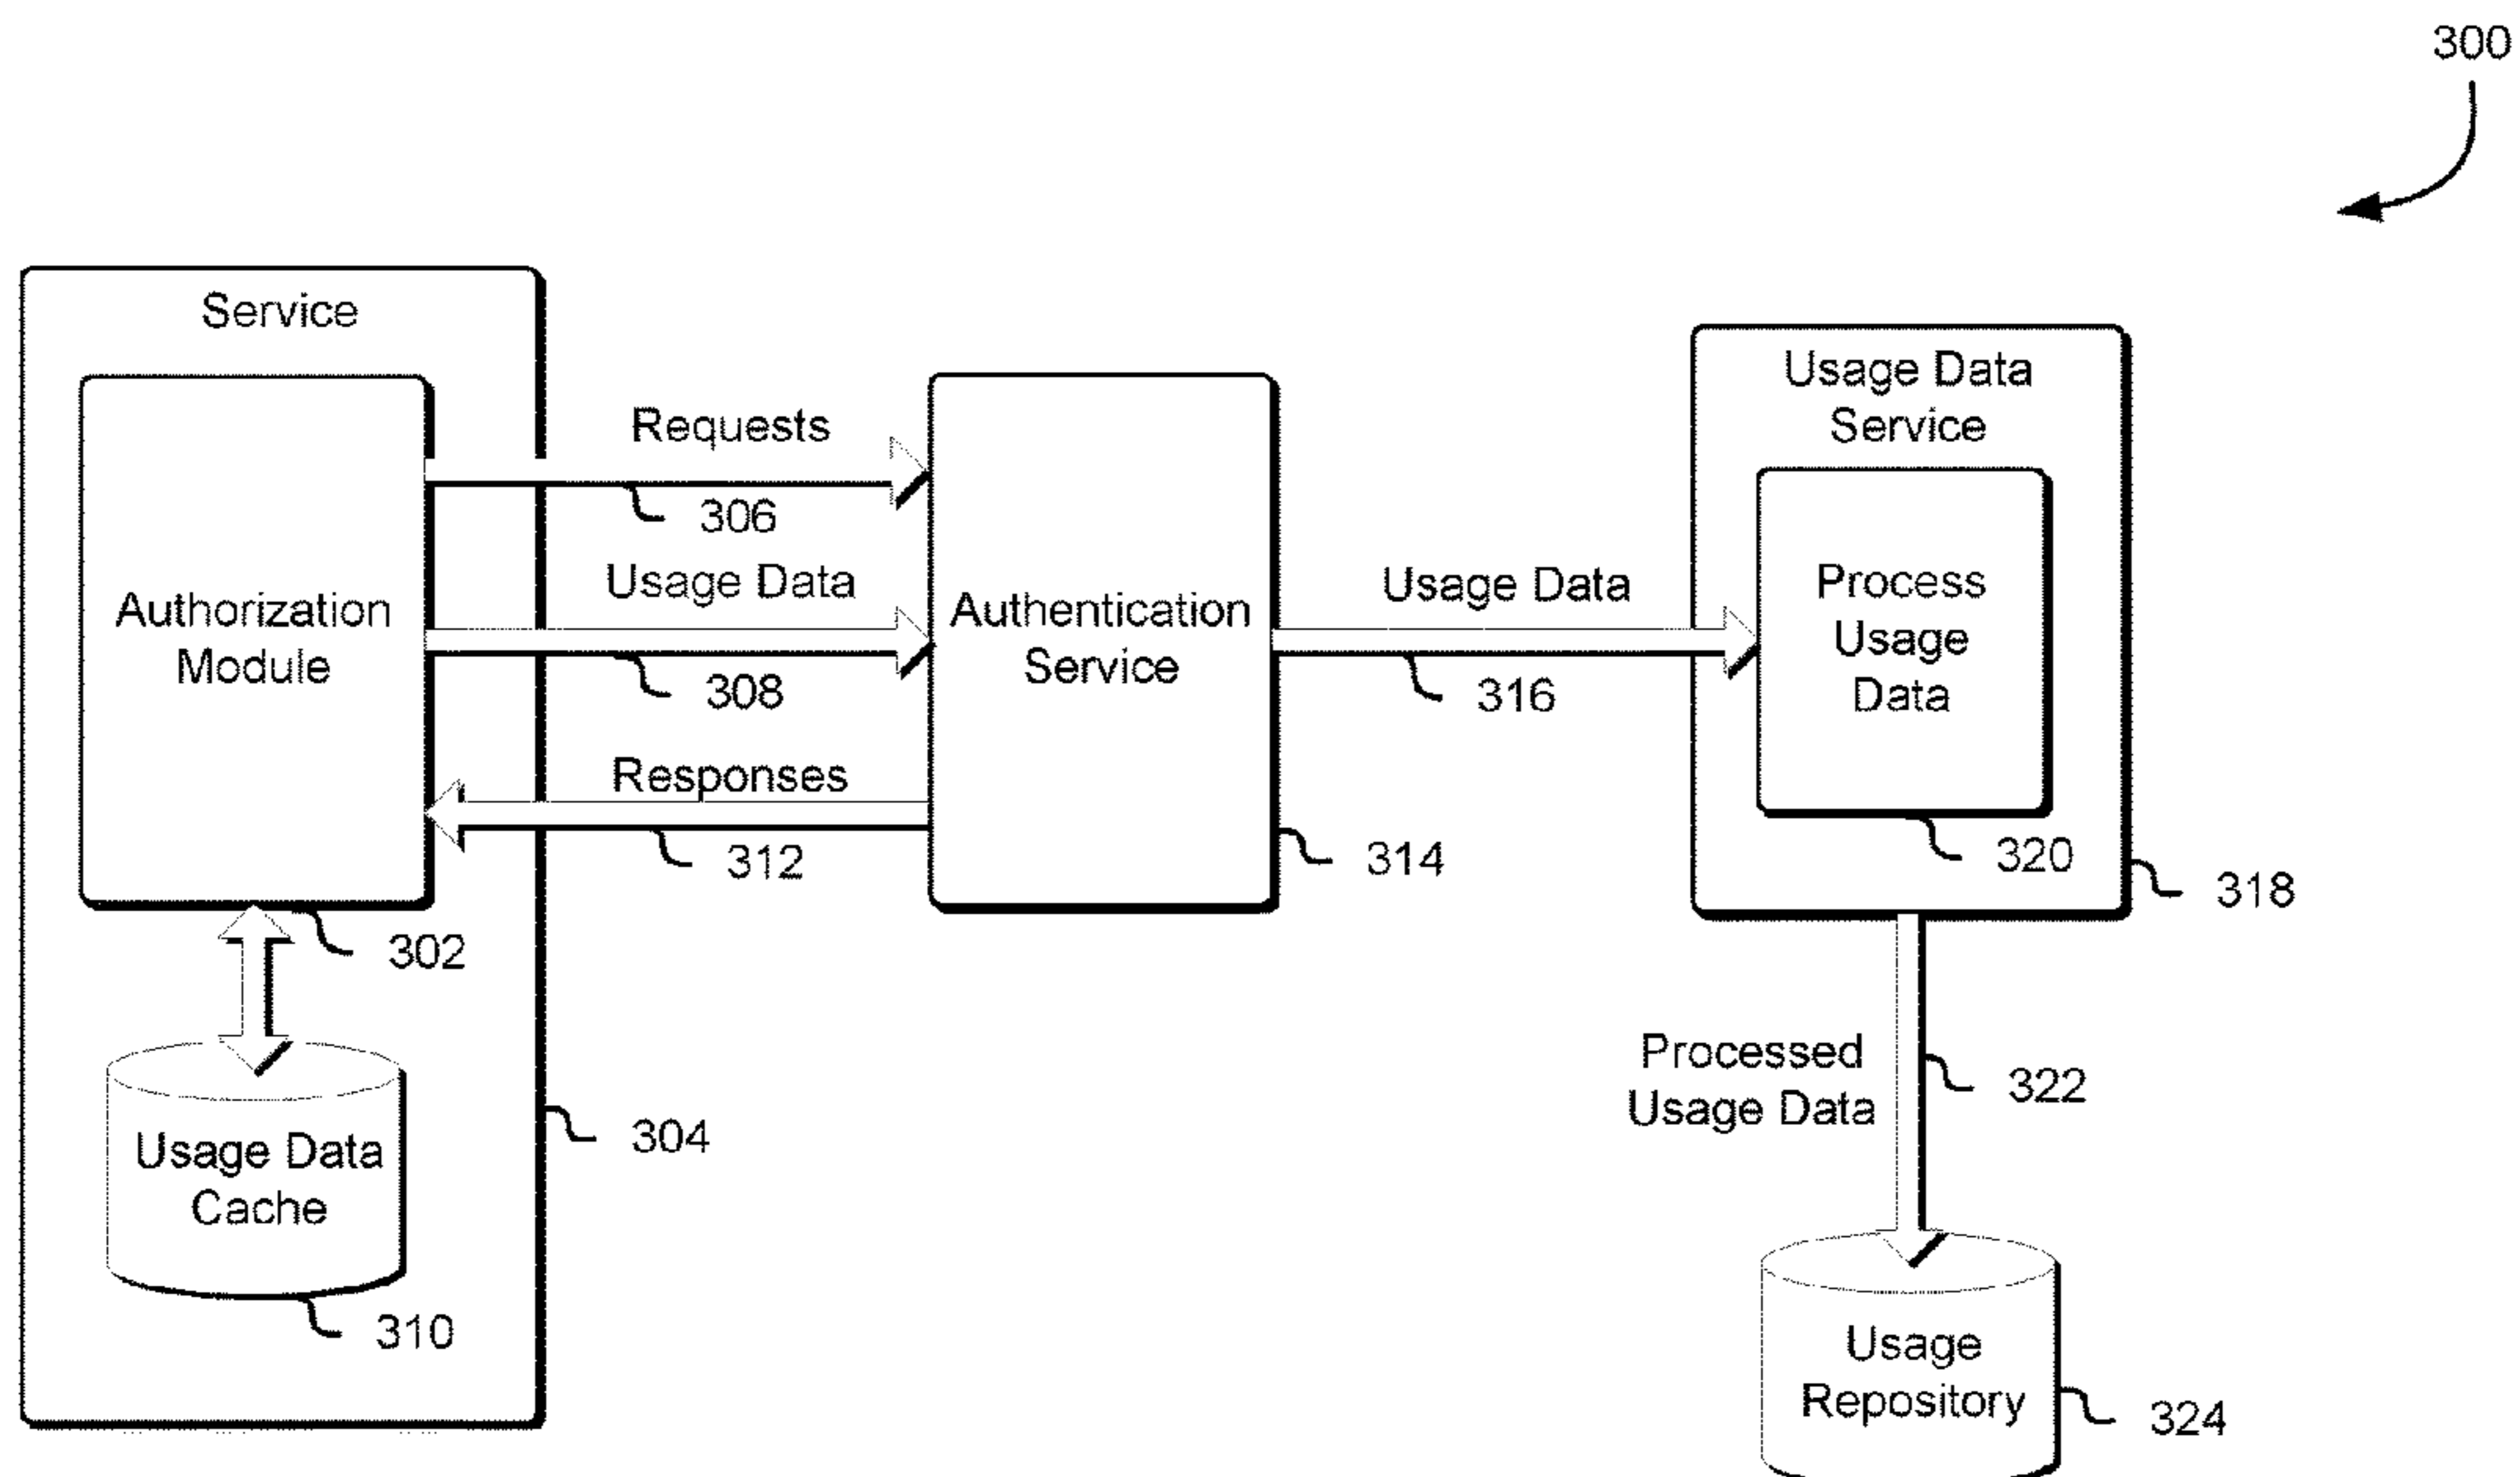 300
Service
Authorization
Module
302
Usage Data
Cache
310
304
Requests
306
Usage Data
308
Responses
312
Authentication
Service
314
Usage Data
316
Usage Data
Service
Process
Usage
Data
320
318
Processed
Usage Data
322
Usage
Repository
324